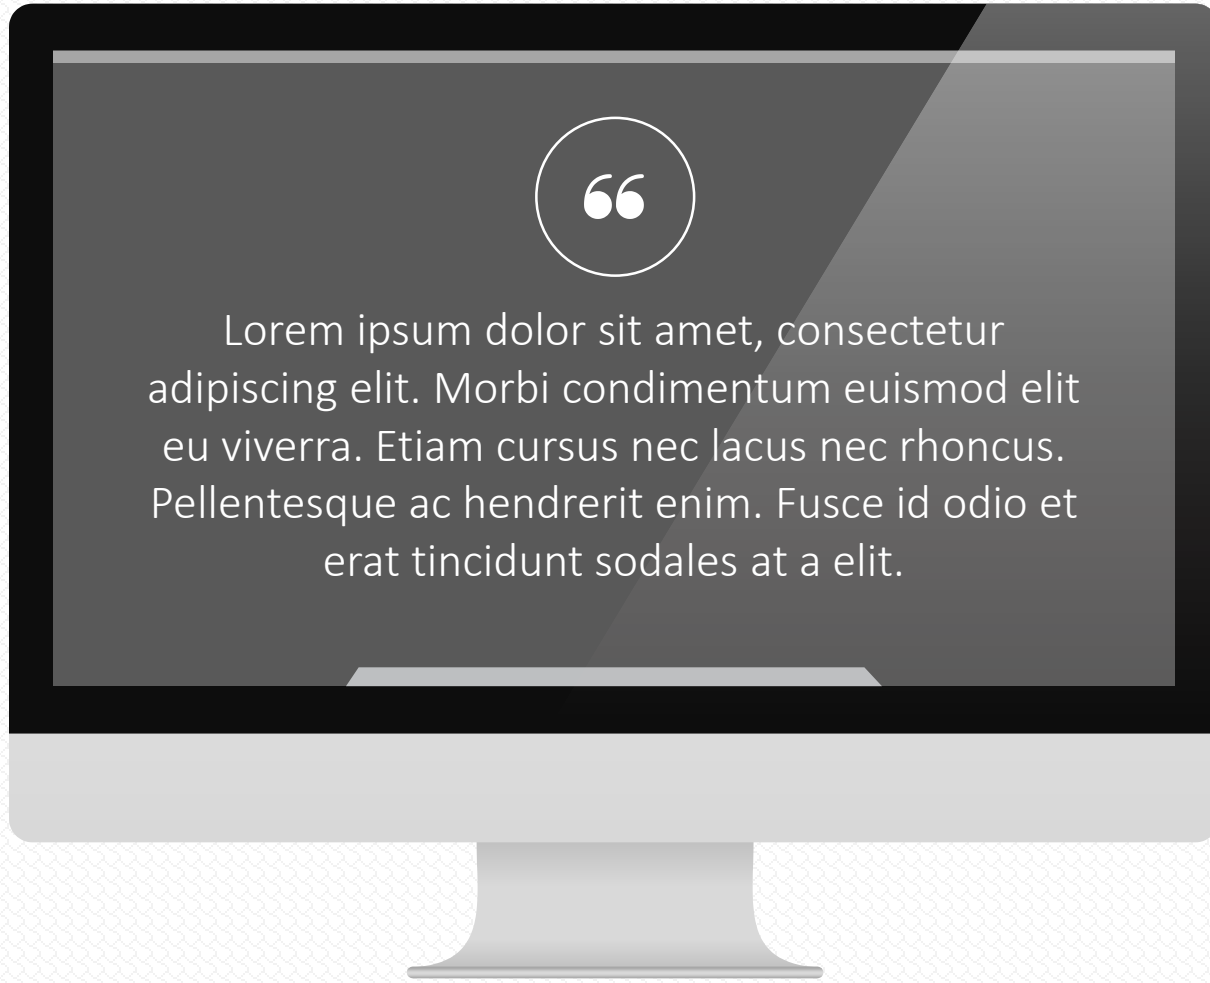 “
Lorem ipsum dolor sit amet, consectetur
adipiscing elit. Morbi condimentum euismod elit
eu viverra. Etiam cursus nec lacus nec rhoncus.
Pellentesque ac hendrerit enim. Fusce id odio et
erat tincidunt sodales at a elit.